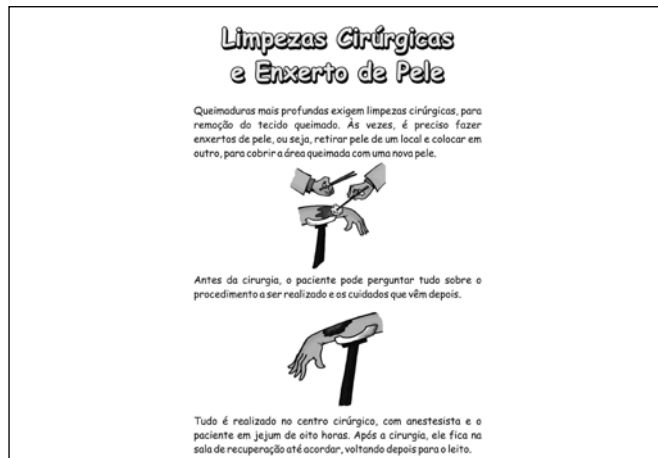 Limpezas Cirúrgicas
e Enxerto de Pele
Queimaduras mais profundas exigem limpezas cirúrgicas, para
remoção do tecido queimado. Às vezes, é preciso fazer
enxertos de pele, ou seja, retirar pele de um local e colocar em
outro, para cobrir a área queimada com uma nova pele.
Antes da cirurgia, o paciente pode perguntar tudo sobre o
procedimento a ser realizado e os cuidados que vêm depois.
Tudo é realizado no centro cirúrgico, com anestesista e o
paciente em jejum de oito horas. Após a cirurgia, ele fica na
sala de recuperação até acordar, voltando depois para o leito.